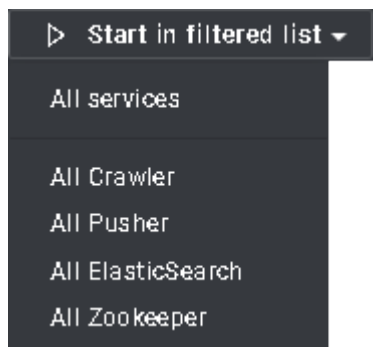 Start in filtered list
All services
All Crawler
All Pusher
All ElasticSearch
All Zookeeper